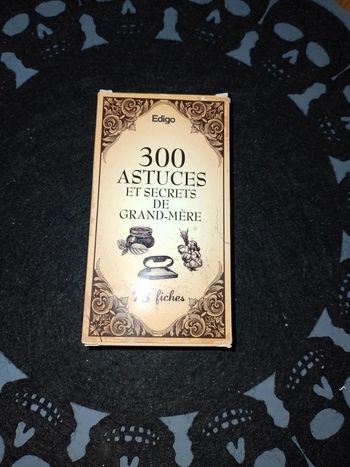 Edigo
300
ASTUCES
ET SECRETS
DE
GRAND-MÈRE
fiches